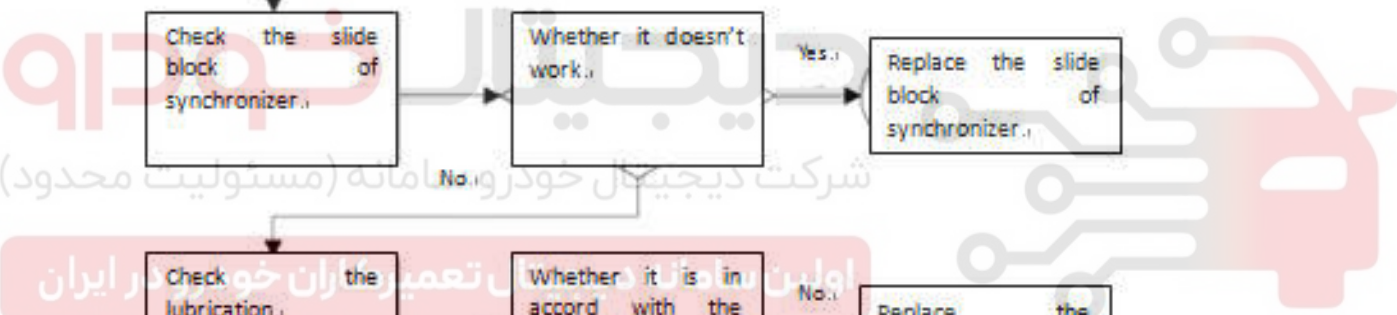 Check the slide
block of
synchronizer.
Whether it doesn't
work.
Yes.
Replace the slide
block of
synchronizer.
No.
دیجیتال خودرو
شرکت دیجیتال خودرو سامانه (مسئولیت محدود)
اولین سامانه دیجیتال تعمیرکاران خودرو در ایران
Check the
lubrication.
Whether it is in
accord with the
No.
Replace the